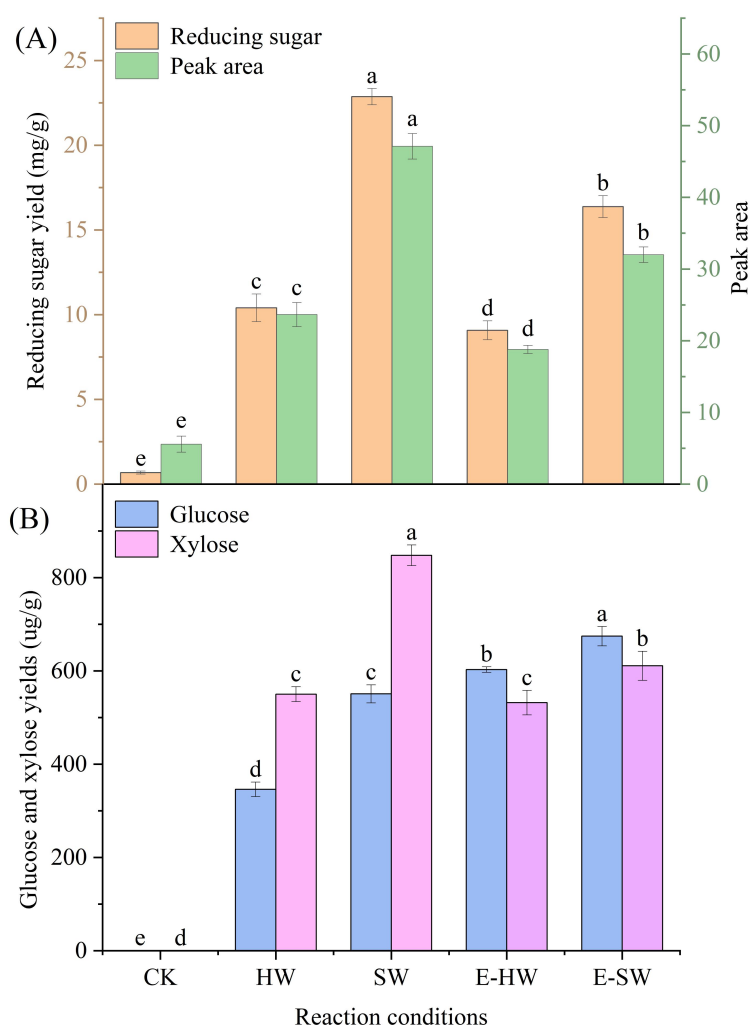 (A)
Reducing sugar
Peak area
Reducing sugar yield (mg/g)
25
20
15
10
5
0
60
50
40
30
20
10
0
Peak area
e
e
c
c
a
a
d
d
b
b
(B)
Glucose
Xylose
Glucose and xylose yields (ug/g)
800
600
400
200
0
e
d
d
c
c
a
b
c
a
b
CK
HW
SW
E-HW
E-SW
Reaction conditions